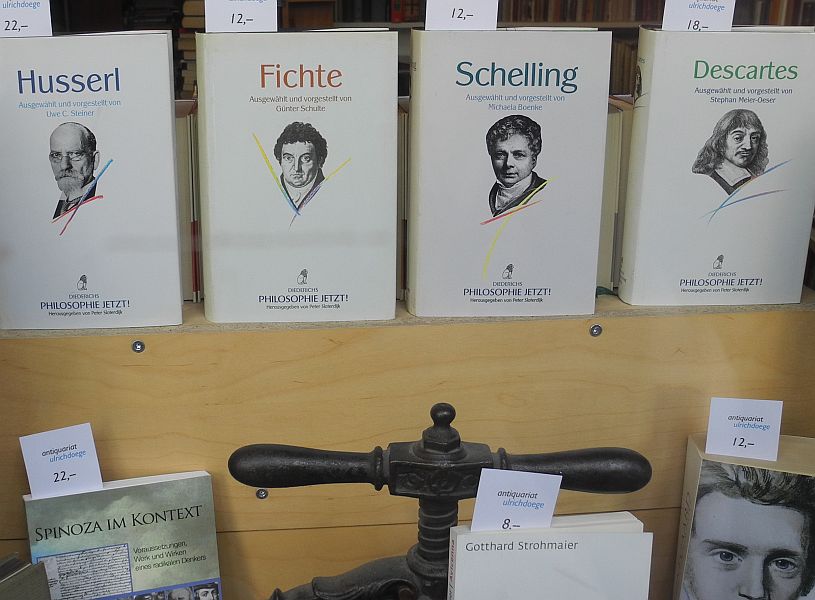 ulrichdoege
22,–
12,–
12,–
ulrichdoege
18,–
Husserl
Ausgewählt und vorgestellt von
Uwe C. Steiner
DIEDERICHS
PHILOSOPHIE JETZT!
Herausgegeben von Peter Sloterdijk
Fichte
Ausgewählt und vorgestellt von
Günter Schulte
DIEDERICHS
PHILOSOPHIE JETZT!
Herausgegeben von Peter Sloterdijk
Schelling
Ausgewählt und vorgestellt von
Michaela Boenke
DIEDERICHS
PHILOSOPHIE JETZT!
Herausgegeben von Peter Sloterdijk
Descartes
Ausgewählt und vorgestellt von
Stephan Meier-Oeser
DIEDERICHS
PHILOSOPHIE JETZT!
Herausgegeben von Peter Sloterdijk
antiquariat
ulrichdoege
22,–
SPINOZA IM KONTEXT
Voraussetzungen,
Werk und Wirken
eines radikalen Denkers
antiquariat
ulrichdoege
8.–
Gotthard Strohmaier
antiquariat
ulrichdoege
12,–